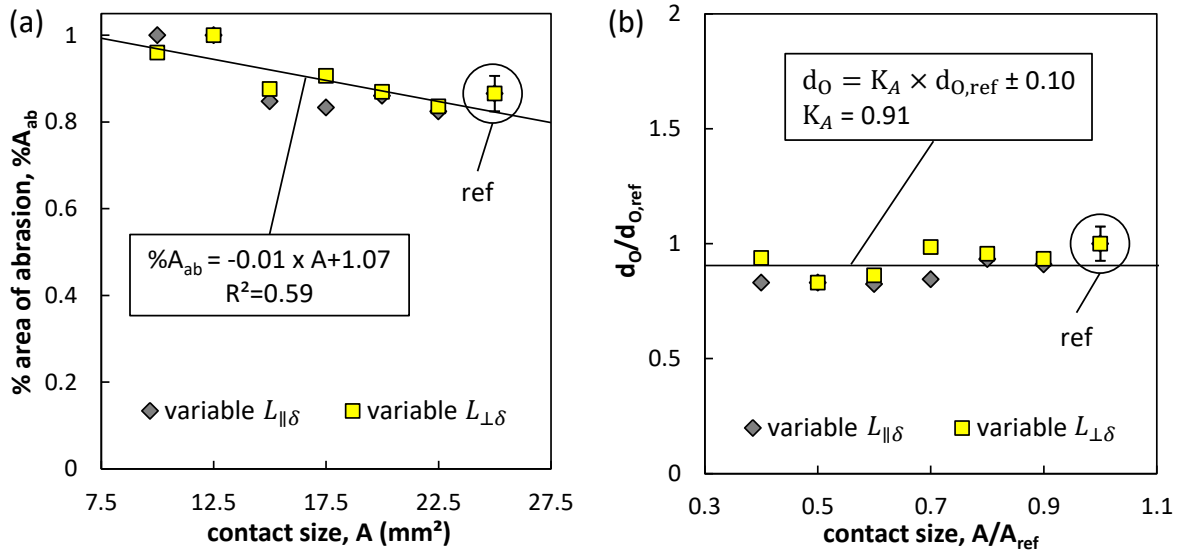 (a)
% area of abrasion, %A_ab
1
0.8
0.6
0.4
0.2
0
ref
%A_ab = -0.01 x A+1.07
R²=0.59
variable L_∥δ variable L_⊥δ
7.5 12.5 17.5 22.5 27.5
contact size, A (mm²)
(b)
d_O/d_O,ref
2
1.5
1
0.5
0
d_O = K_A × d_O,ref ± 0.10
K_A = 0.91
ref
variable L_∥δ variable L_⊥δ
0.3 0.5 0.7 0.9 1.1
contact size, A/A_ref